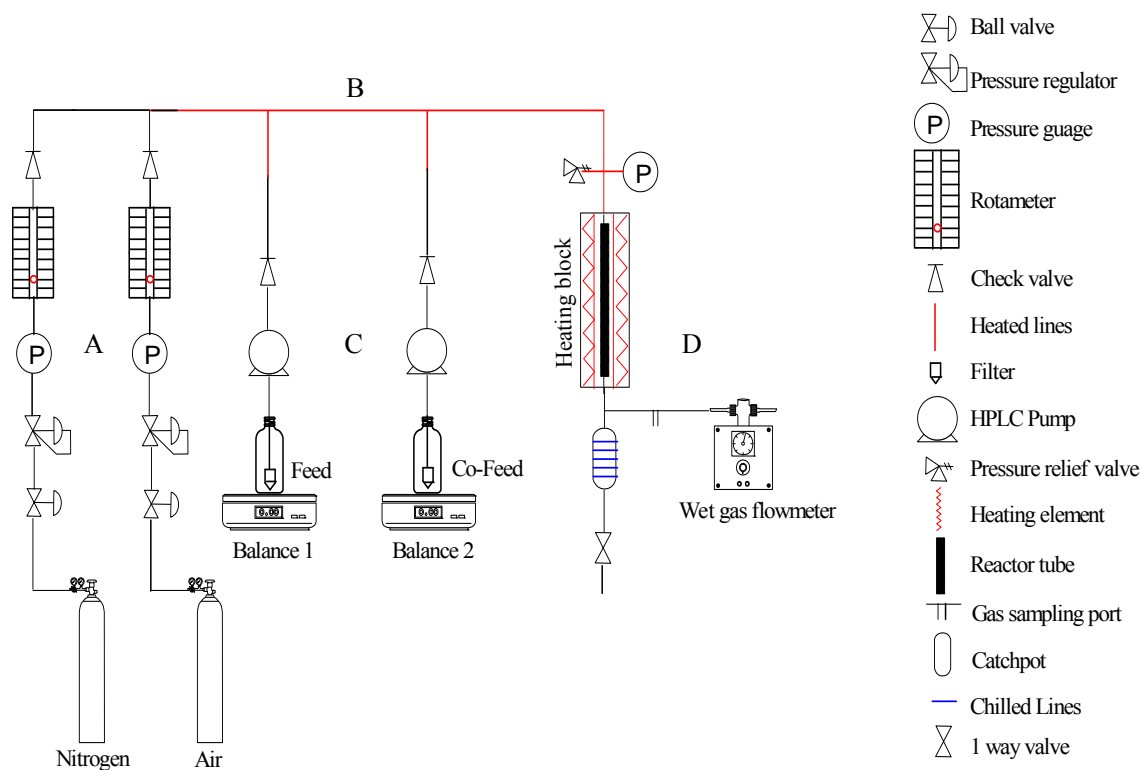 B
P
A
C
D
P
P
Heating block
Feed
Co-Feed
0.00
0.00
Balance 1
Balance 2
Wet gas flowmeter
Nitrogen
Air
Ball valve
Pressure regulator
P
Pressure guage
Rotameter
Check valve
Heated lines
Filter
HPLC Pump
Pressure relief valve
Heating element
Reactor tube
Gas sampling port
Catchpot
Chilled Lines
1 way valve